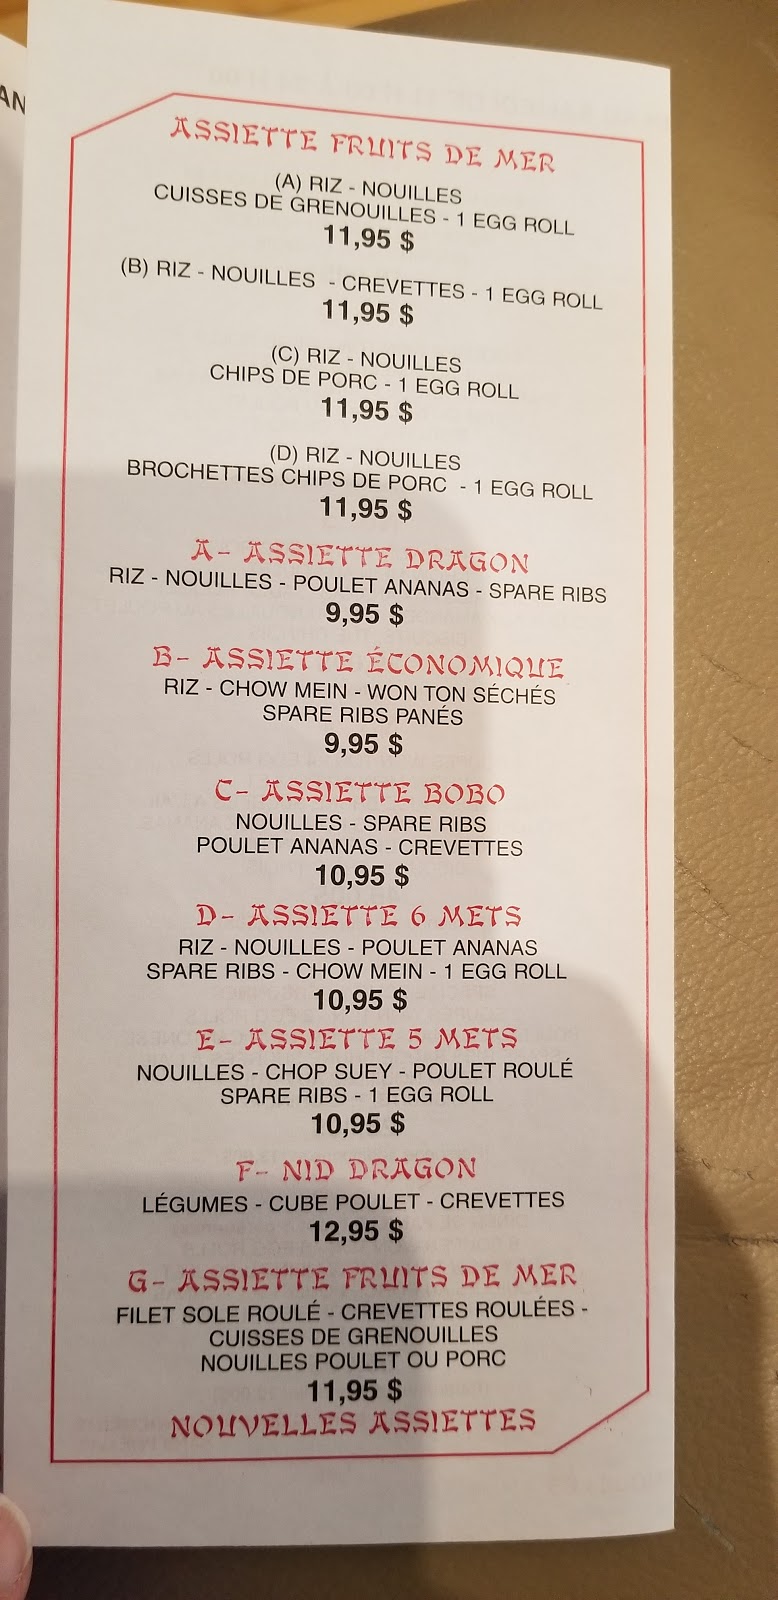 AN
ASSIETTE FRUITS DE MER
(A) RIZ - NOUILLES
CUISSES DE GRENOUILLES - 1 EGG ROLL
11,95 $
(B) RIZ - NOUILLES - CREVETTES - 1 EGG ROLL
11,95 $
(C) RIZ - NOUILLES
CHIPS DE PORC - 1 EGG ROLL
11,95 $
(D) RIZ - NOUILLES
BROCHETTES CHIPS DE PORC - 1 EGG ROLL
11,95 $
A- ASSIETTE DRAGON
RIZ - NOUILLES - POULET ANANAS - SPARE RIBS
9,95 $
B- ASSIETTE ÉCONOMIQUE
RIZ - CHOW MEIN - WON TON SÉCHÉS
SPARE RIBS PANÉS
9,95 $
C- ASSIETTE BOBO
NOUILLES - SPARE RIBS
POULET ANANAS - CREVETTES
10,95 $
D- ASSIETTE 6 METS
RIZ - NOUILLES - POULET ANANAS
SPARE RIBS - CHOW MEIN - 1 EGG ROLL
10,95 $
E- ASSIETTE 5 METS
NOUILLES - CHOP SUEY - POULET ROULÉ
SPARE RIBS - 1 EGG ROLL
10,95 $
F- NID DRAGON
LÉGUMES - CUBE POULET - CREVETTES
12,95 $
G- ASSIETTE FRUITS DE MER
FILET SOLE ROULÉ - CREVETTES ROULÉES -
CUISSES DE GRENOUILLES
NOUILLES POULET OU PORC
11,95 $
NOUVELLES ASSIETTES